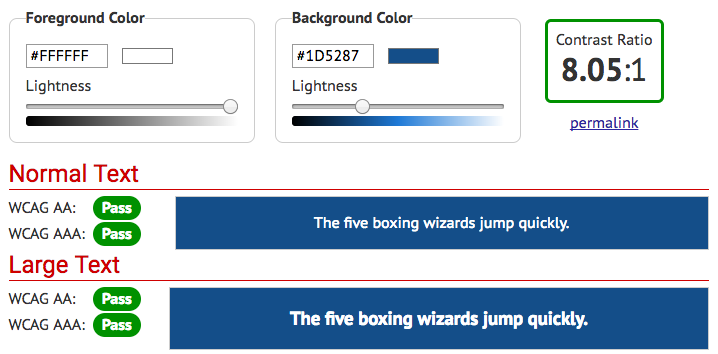 Foreground Color
#FFFFFF
Lightness
Background Color
#1D5287
Lightness
Contrast Ratio
8.05:1
permalink
Normal Text
WCAG AA: Pass
WCAG AAA: Pass
The five boxing wizards jump quickly.
Large Text
WCAG AA: Pass
WCAG AAA: Pass
The five boxing wizards jump quickly.